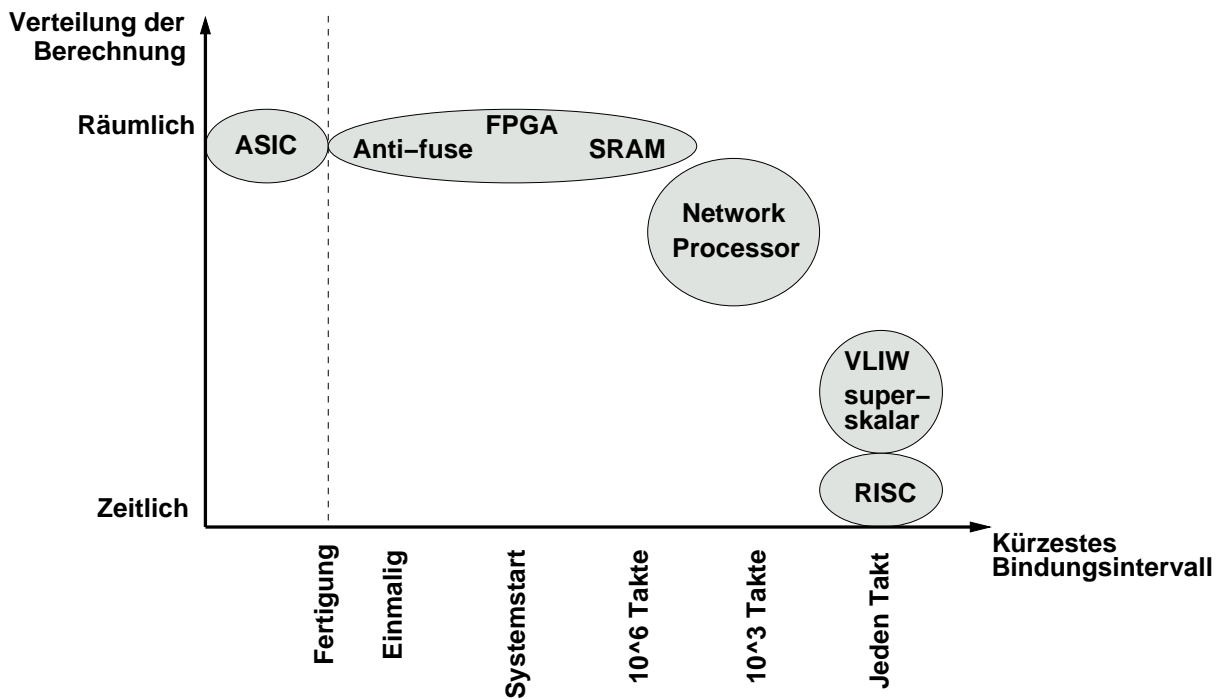 Verteilung der
Berechnung
Räumlich
ASIC
FPGA
Anti–fuse
SRAM
Network
Processor
VLIW
super–
skalar
RISC
Zeitlich
Kürzestes
Bindungsintervall
Fertigung
Einmalig
Systemstart
10^6 Takte
10^3 Takte
Jeden Takt